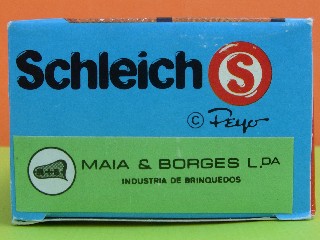 Schleich S
© Peyo
MAIA & BORGES L.DA
INDUSTRIA DE BRINQUEDOS